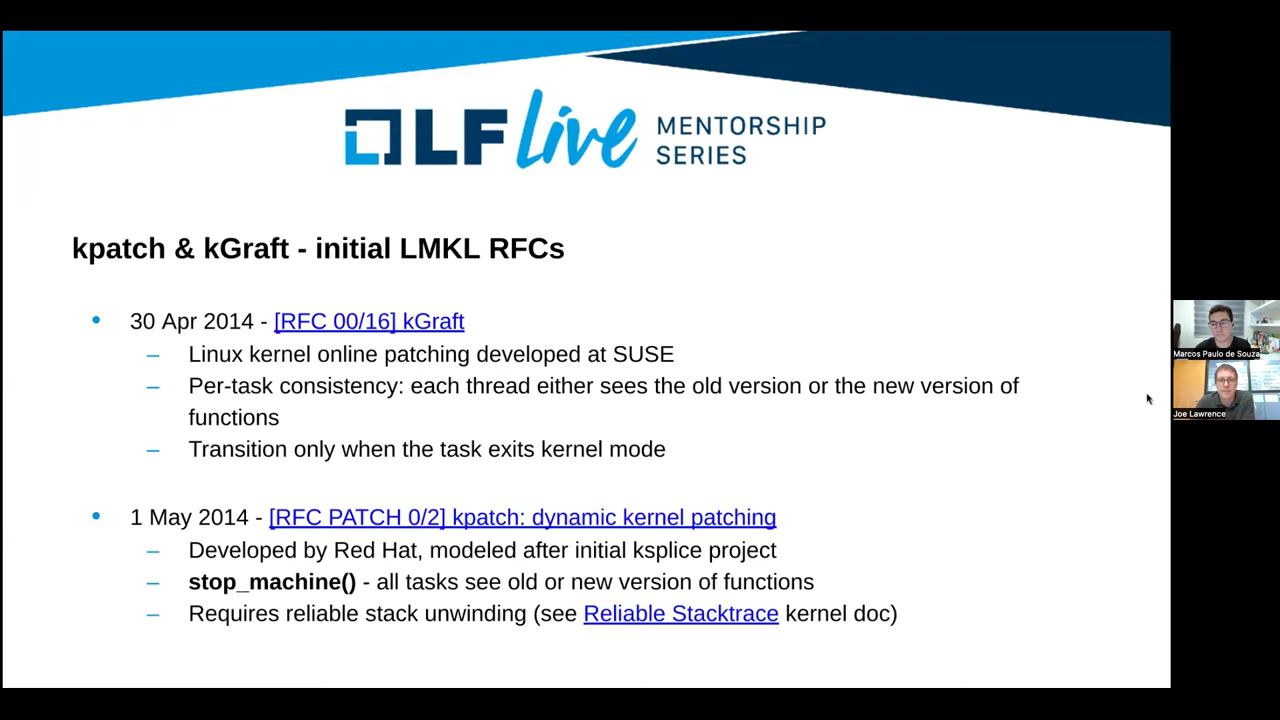 LF Live MENTORSHIP
SERIES
kpatch & kGraft - initial LMKL RFCs
• 30 Apr 2014 - [RFC 00/16] kGraft
– Linux kernel online patching developed at SUSE
– Per-task consistency: each thread either sees the old version or the new version of
functions
– Transition only when the task exits kernel mode
• 1 May 2014 - [RFC PATCH 0/2] kpatch: dynamic kernel patching
– Developed by Red Hat, modeled after initial ksplice project
– stop_machine() - all tasks see old or new version of functions
– Requires reliable stack unwinding (see Reliable Stacktrace kernel doc)
Marcos Paulo de Souza
Joe Lawrence